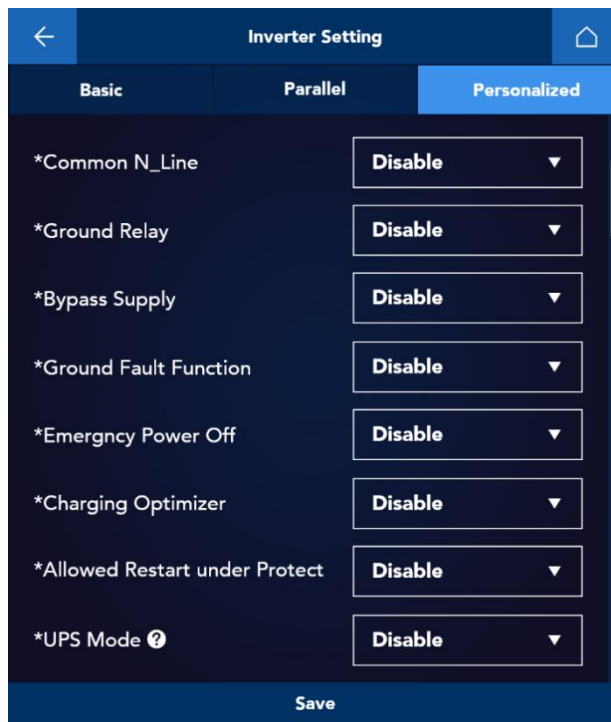 Inverter Setting
Basic Parallel Personalized
*Common N_Line Disable
*Ground Relay Disable
*Bypass Supply Disable
*Ground Fault Function Disable
*Emergncy Power Off Disable
*Charging Optimizer Disable
*Allowed Restart under Protect Disable
*UPS Mode ? Disable
Save